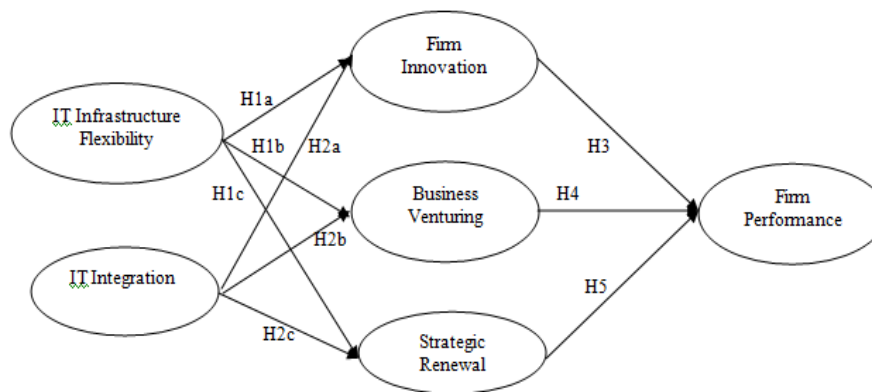 Firm
Innovation
H1a
IT Infrastructure
Flexibility
H1b
H2a
H3
H1c
Business
Venturing
H4
Firm
Performance
H2b
IT Integration
H5
H2c
Strategic
Renewal